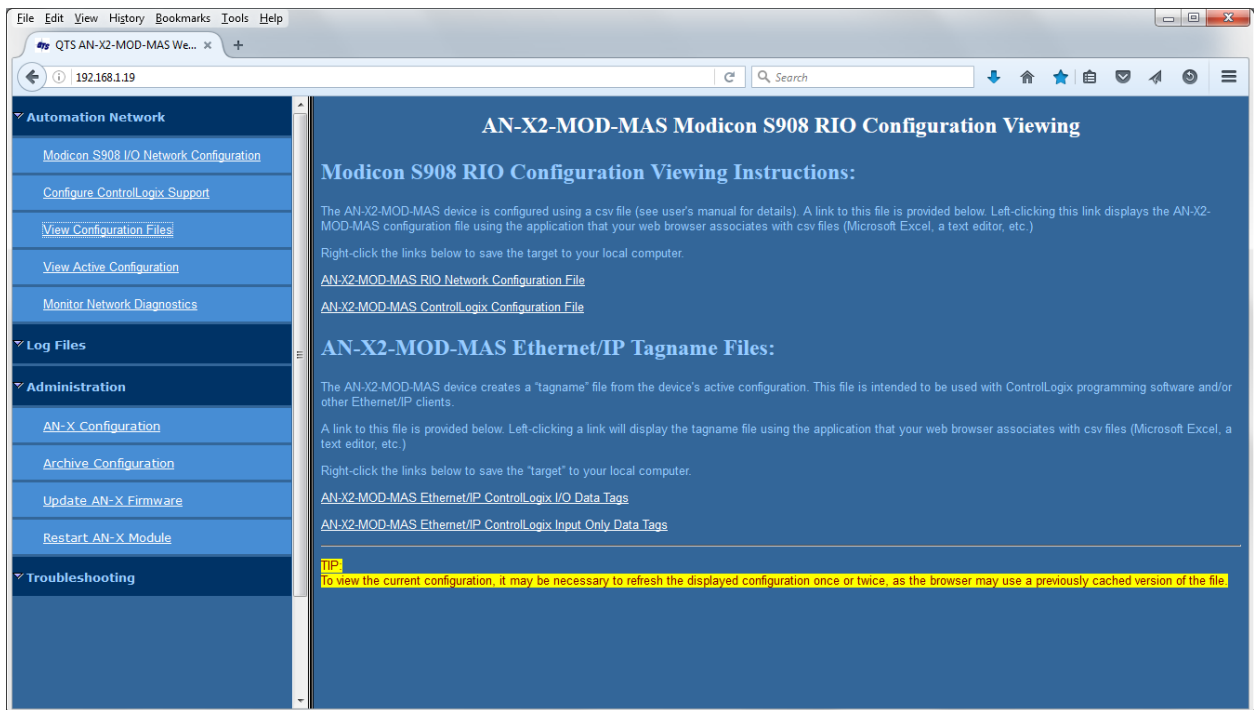 File Edit View History Bookmarks Tools Help
QTS AN-X2-MOD-MAS We... × +
192.168.1.19
Search
Automation Network
Modicon S908 I/O Network Configuration
Configure ControlLogix Support
View Configuration Files
View Active Configuration
Monitor Network Diagnostics
Log Files
Administration
AN-X Configuration
Archive Configuration
Update AN-X Firmware
Restart AN-X Module
Troubleshooting
AN-X2-MOD-MAS Modicon S908 RIO Configuration Viewing
Modicon S908 RIO Configuration Viewing Instructions:
The AN-X2-MOD-MAS device is configured using a csv file (see user's manual for details). A link to this file is provided below. Left-clicking this link displays the AN-X2-
MOD-MAS configuration file using the application that your web browser associates with csv files (Microsoft Excel, a text editor, etc.)
Right-click the links below to save the target to your local computer.
AN-X2-MOD-MAS RIO Network Configuration File
AN-X2-MOD-MAS ControlLogix Configuration File
AN-X2-MOD-MAS Ethernet/IP Tagname Files:
The AN-X2-MOD-MAS device creates a "tagname" file from the device's active configuration. This file is intended to be used with ControlLogix programming software and/or
other Ethernet/IP clients.
A link to this file is provided below. Left-clicking a link will display the tagname file using the application that your web browser associates with csv files (Microsoft Excel, a
text editor, etc.)
Right-click the links below to save the "target" to your local computer.
AN-X2-MOD-MAS Ethernet/IP ControlLogix I/O Data Tags
AN-X2-MOD-MAS Ethernet/IP ControlLogix Input Only Data Tags
TIP:
To view the current configuration, it may be necessary to refresh the displayed configuration once or twice, as the browser may use a previously cached version of the file.